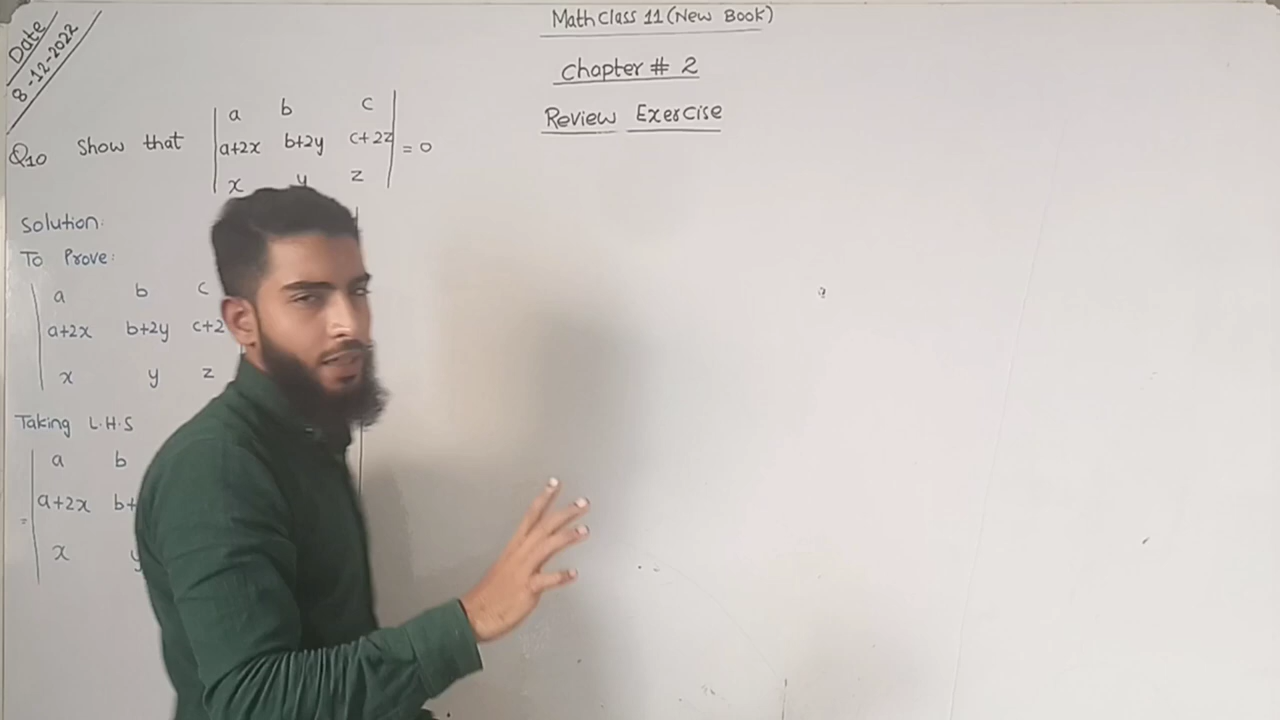 Date
8-12-2022
Math Class 11 (New Book)
Chapter # 2
Review Exercise
Q10 Show that
a b c
a+2x b+2y c+2z = 0
x y z
Solution:
To Prove:
a b c
a+2x b+2y c+2
x y z
Taking L.H.S
a b
= a+2x b+
x y